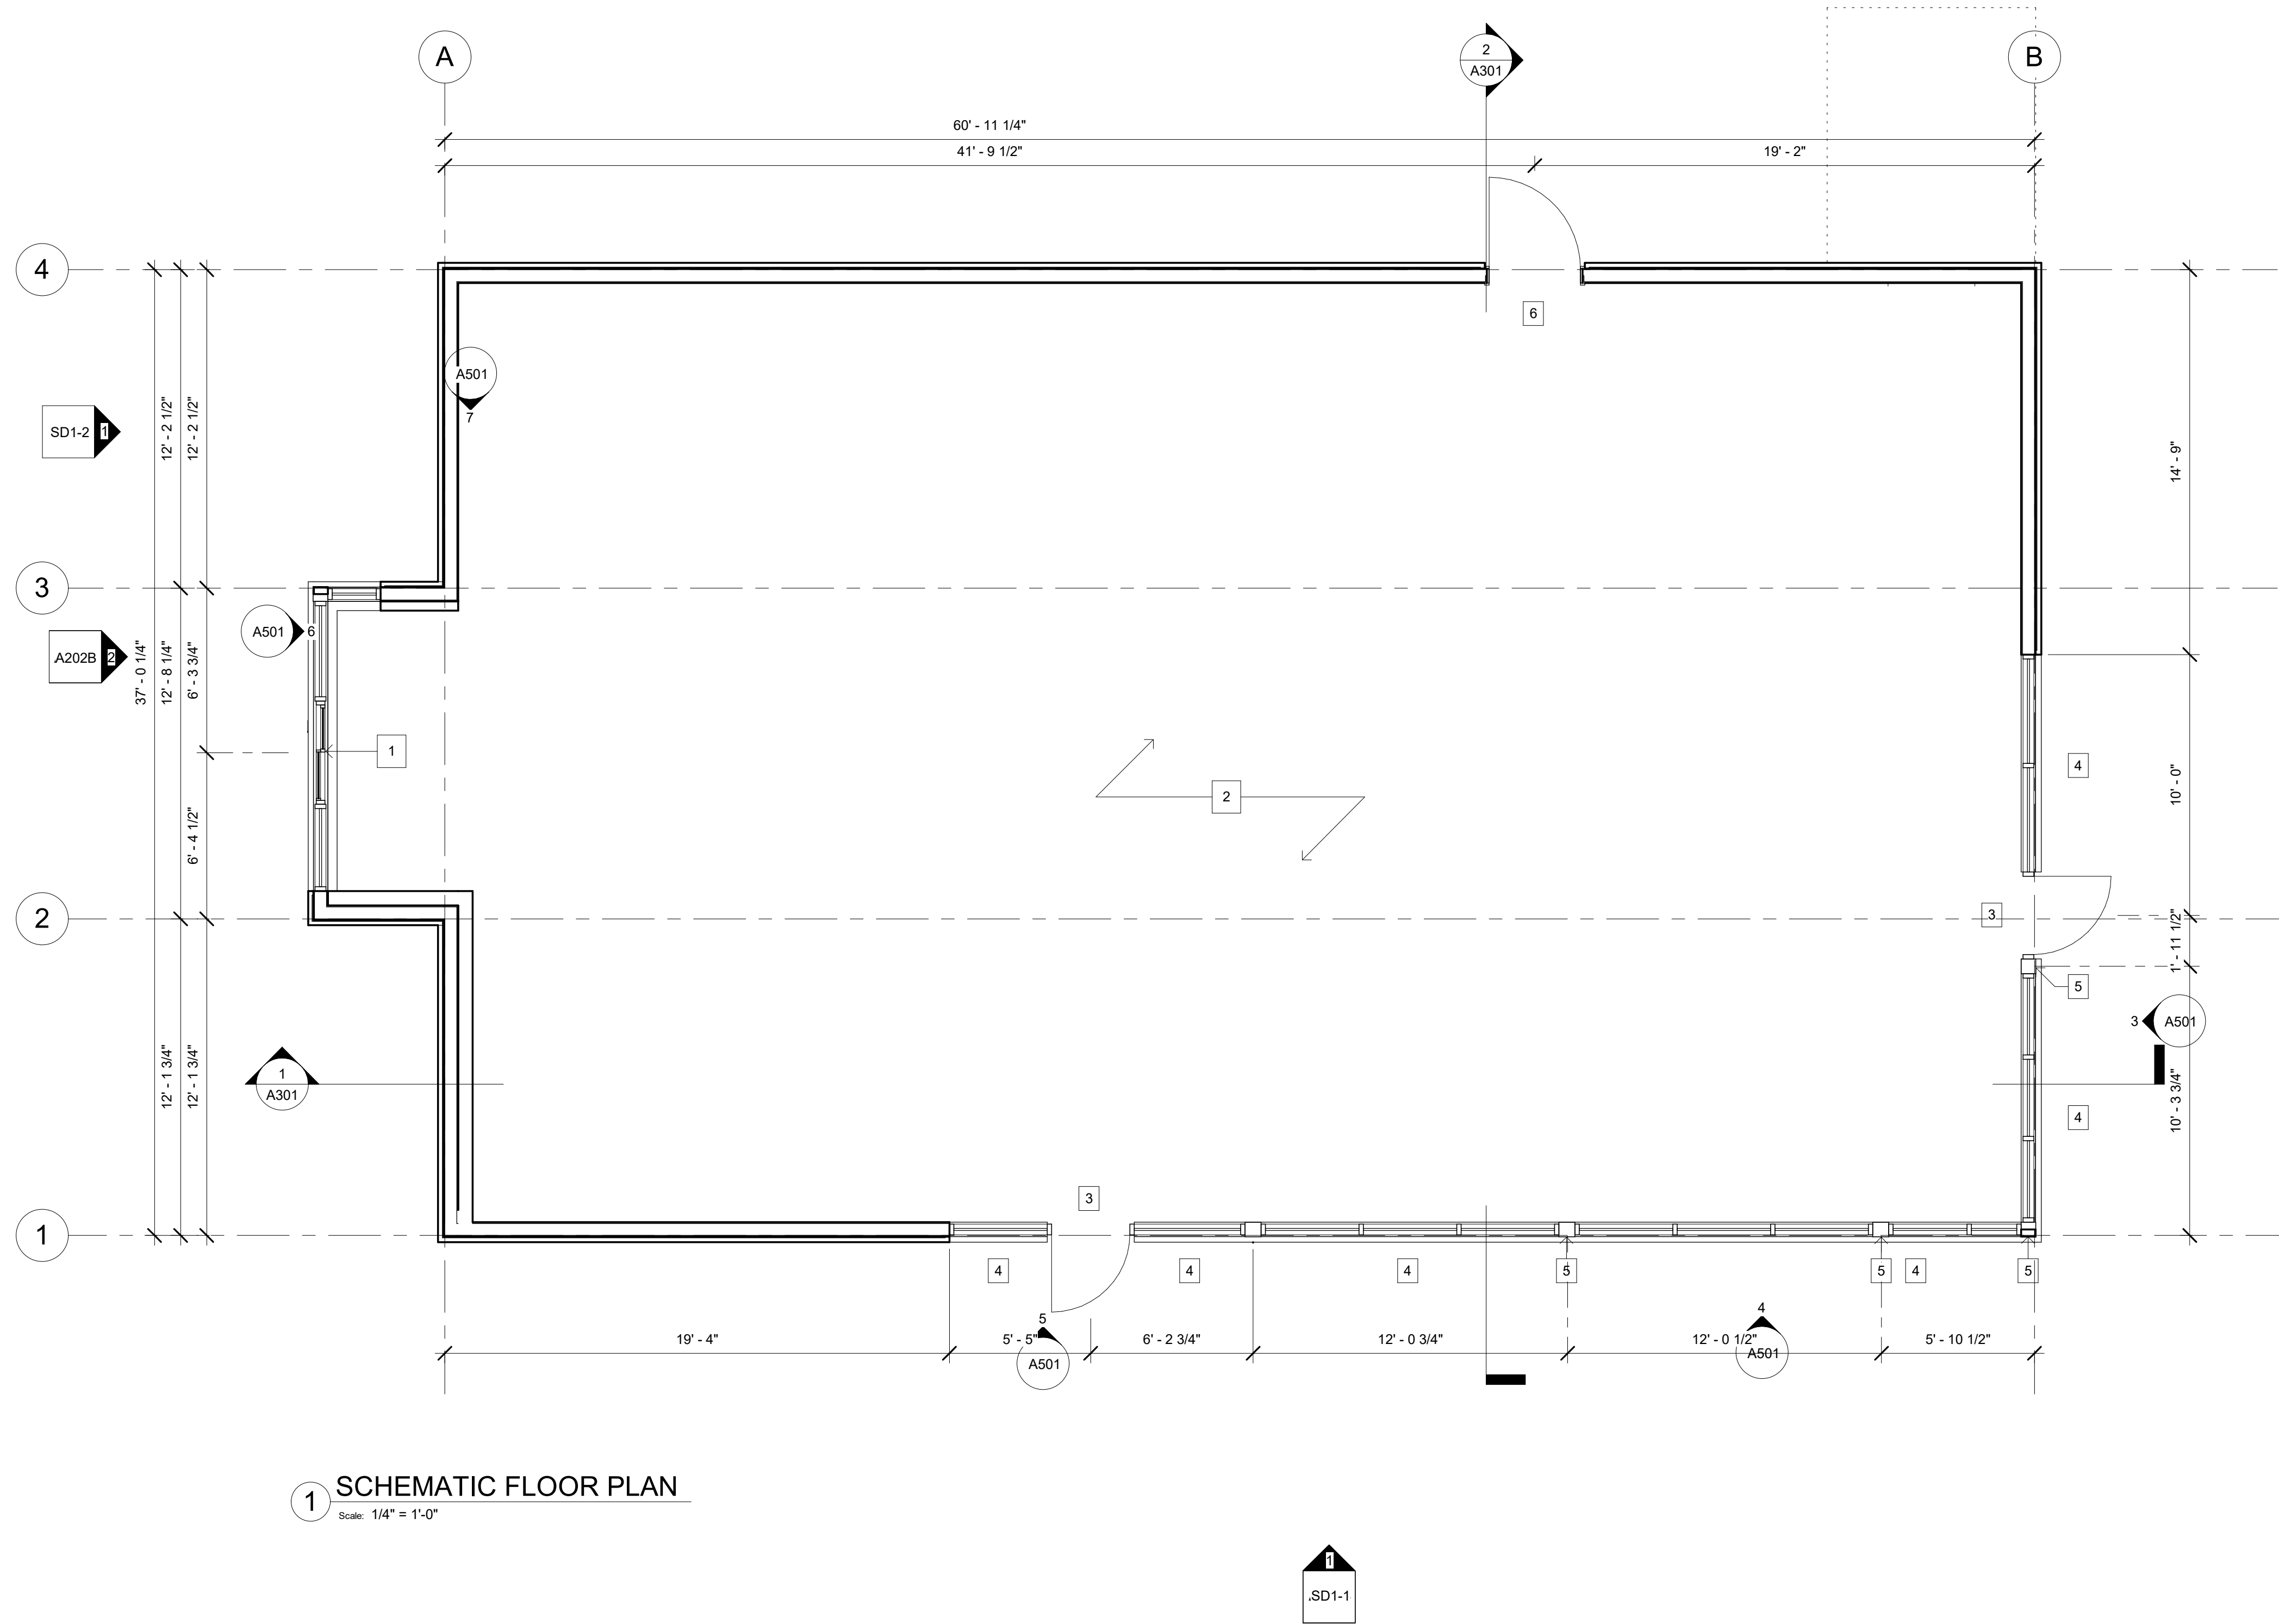 A
2
A301
B
60' - 11 1/4"
41' - 9 1/2"
19' - 2"
4
6
A501
7
12' - 2 1/2"
12' - 2 1/2"
SD1-2
1
14' - 9"
3
A501
6
A202B
2
37' - 0 1/4"
12' - 8 1/4"
6' - 3 3/4"
1
2
4
10' - 0"
6' - 4 1/2"
2
3
1' - 11 1/2"
5
3
A501
1
A301
12' - 1 3/4"
12' - 1 3/4"
10' - 3 3/4"
4
3
1
4
4
4
5
5
4
5
19' - 4"
5' - 5"
5
A501
6' - 2 3/4"
12' - 0 3/4"
12' - 0 1/2"
4
A501
5' - 10 1/2"
1
SCHEMATIC FLOOR PLAN
Scale: 1/4" = 1'-0"
1
SD1-1